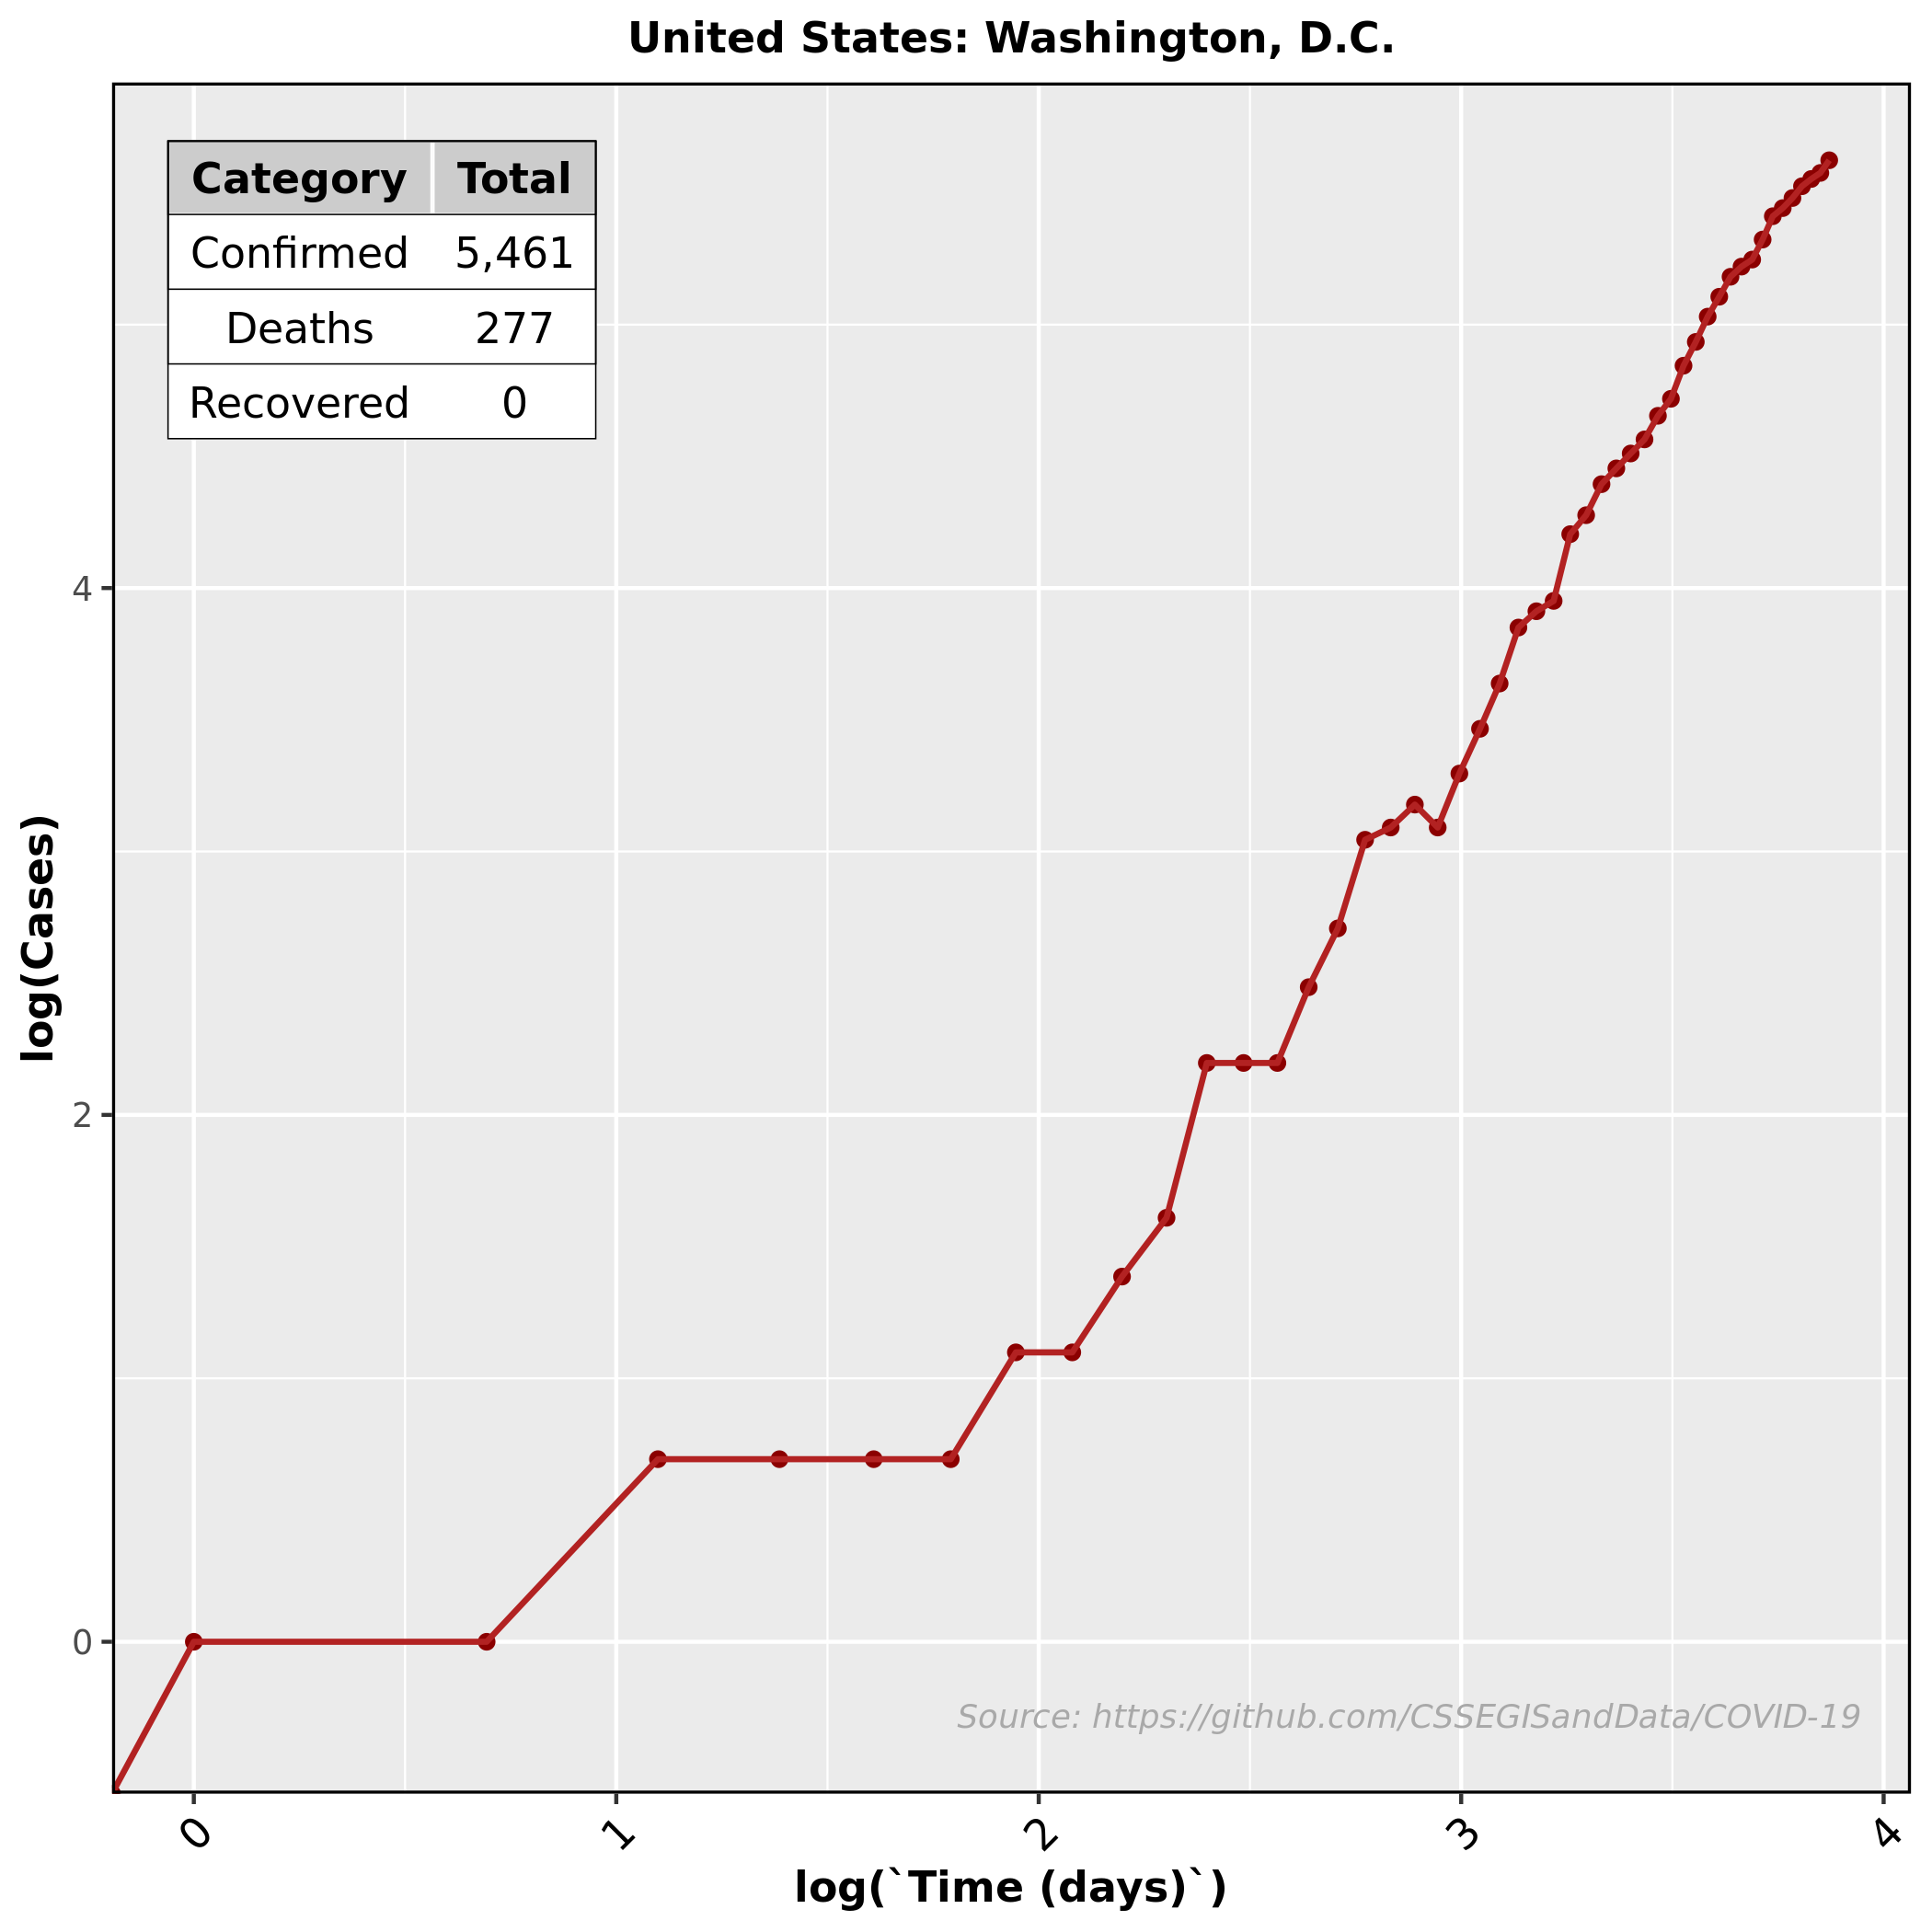 United States: Washington, D.C.
Category Total
Confirmed 5,461
Deaths 277
Recovered 0
4
2
0
log(Cases)
Source: https://github.com/CSSEGISandData/COVID-19
0 1 2 3 4
log(`Time (days)`)